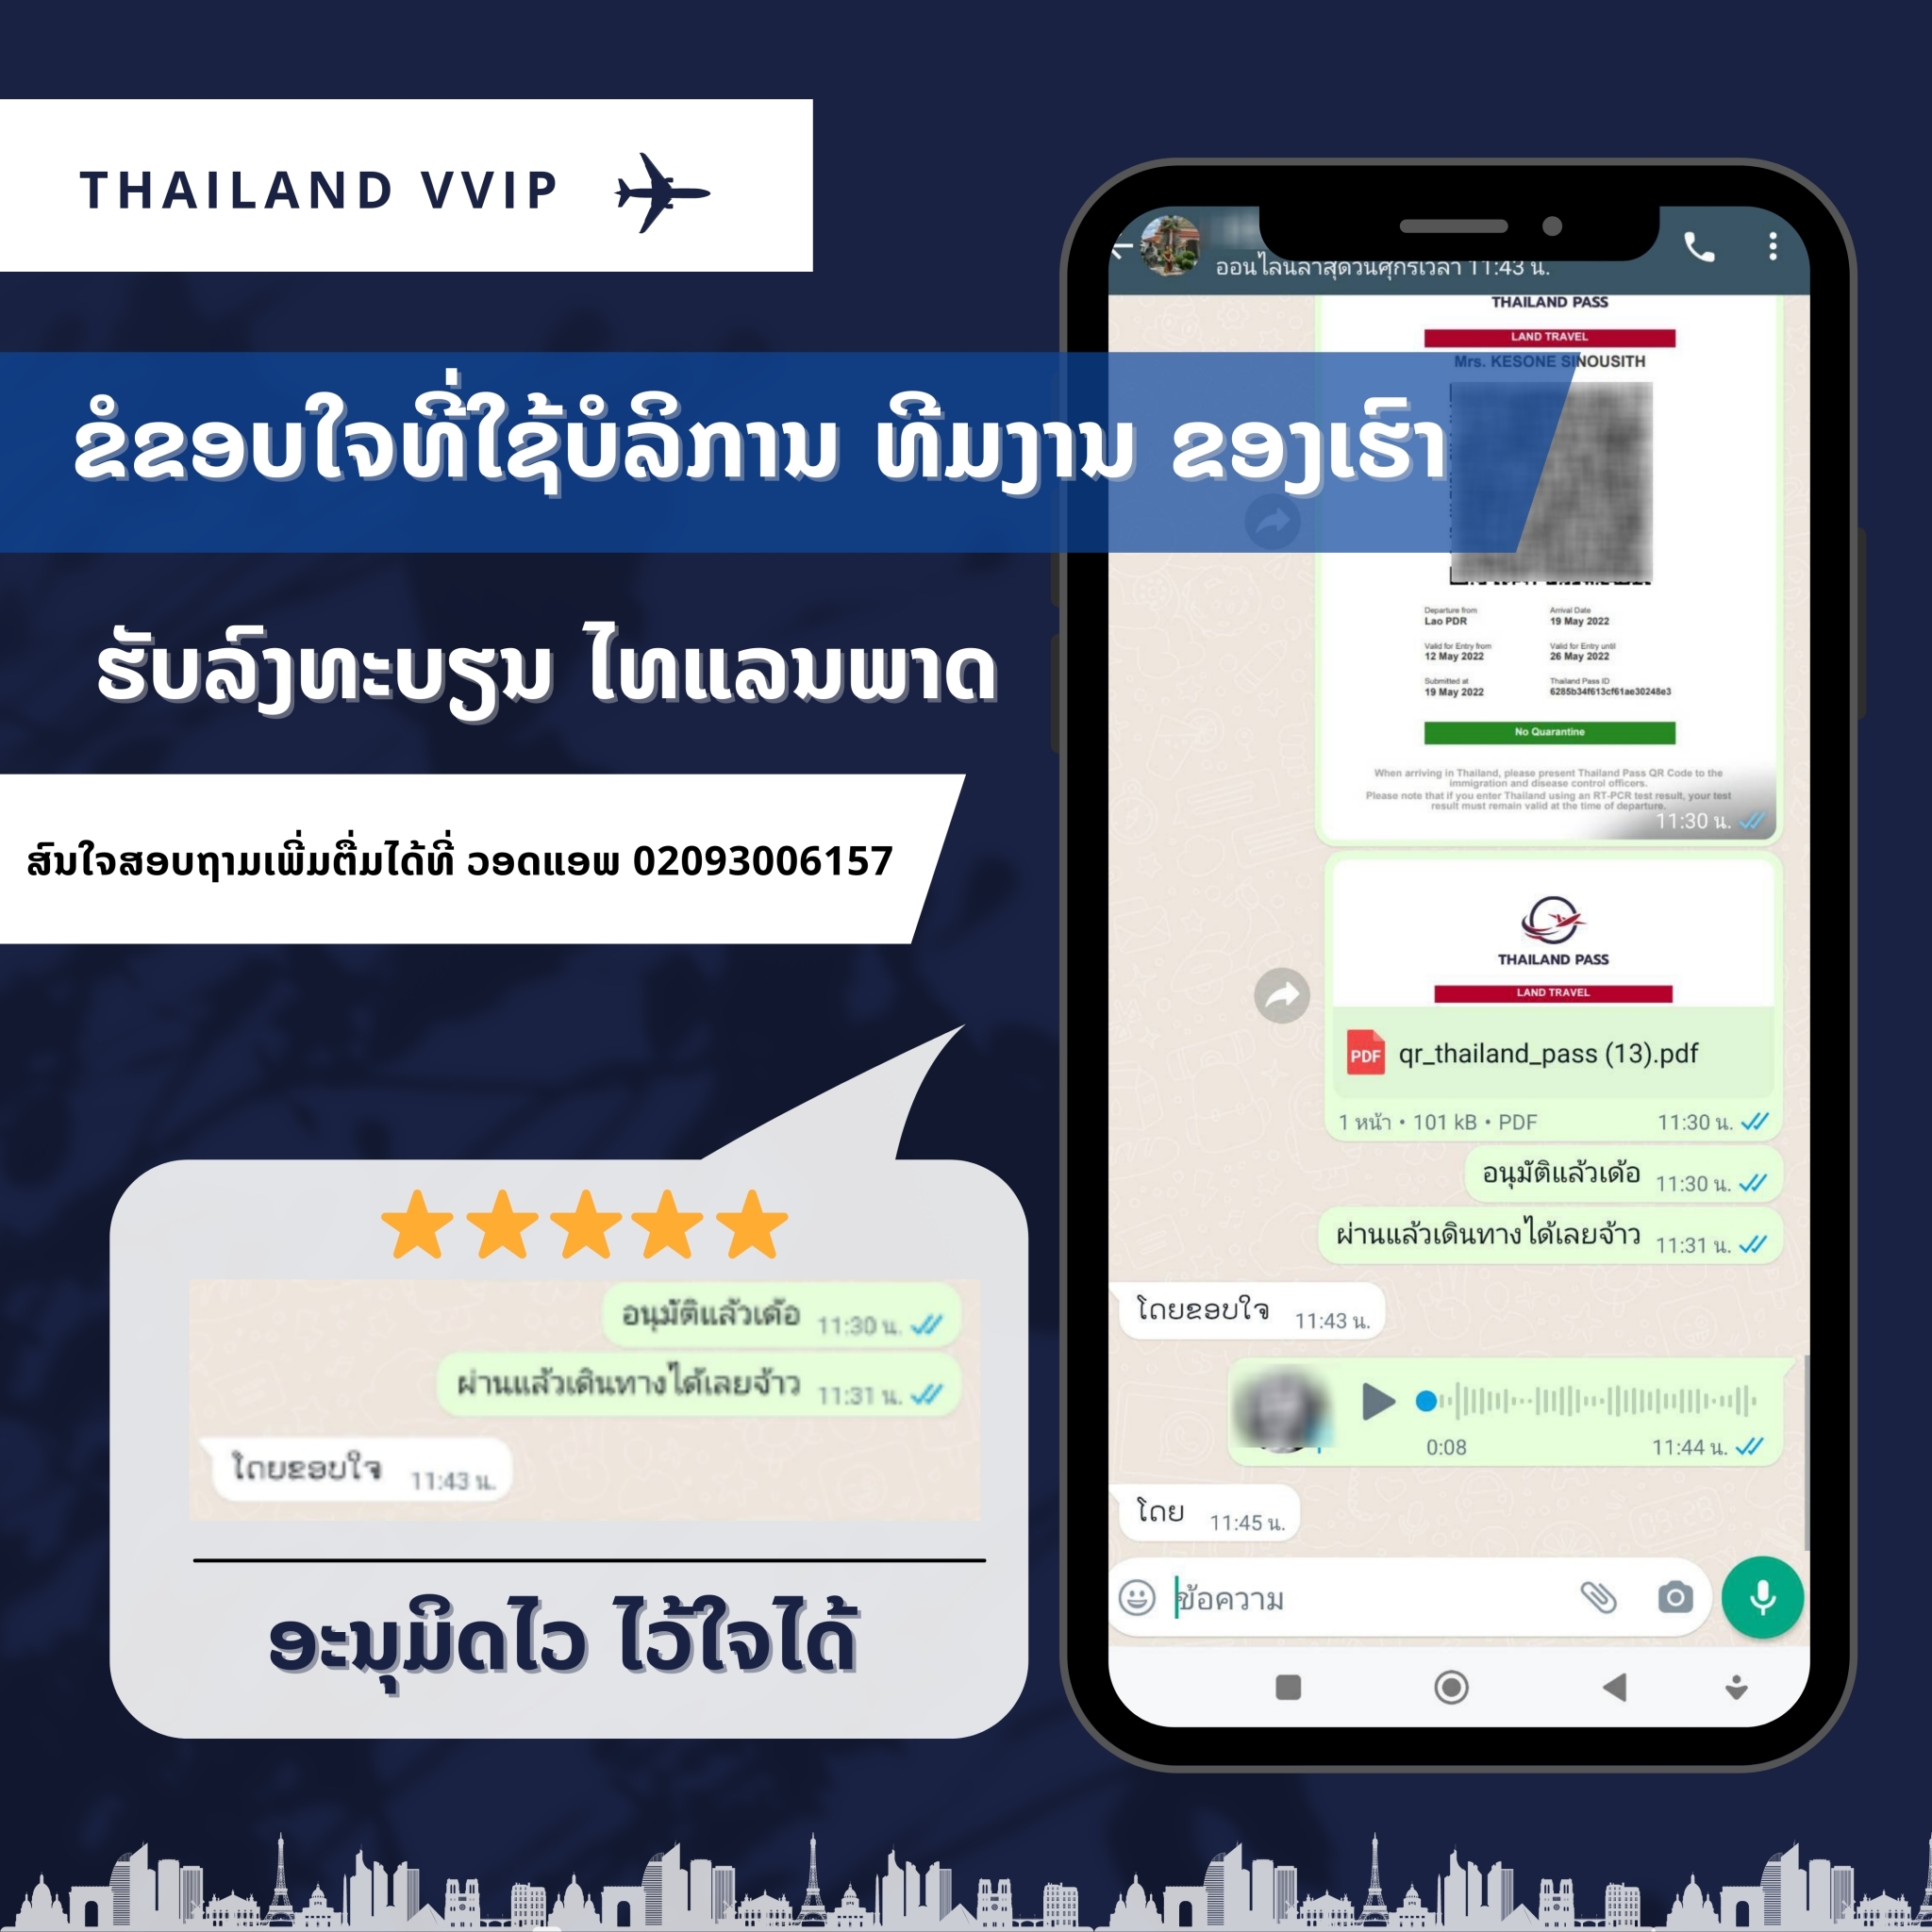 THAILAND VVIP
ຂໍຂອບໃຈທີ່ໃຊ້ບໍລິການ ທີມງານ ຂອງເຮົາ
ຮັບລົງທະບຽນ ໄທແລນພາດ
ສົນໃຈສອບຖາມເພີ່ມຕື່ມໄດ້ທີ່ ວອດແອພ 02093006157
อนุมัติแล้วเด้อ 11:30 น.
ผ่านแล้วเดินทางได้เลยจ้าว 11:31 น.
ໂດຍຂອບໃຈ 11:43 น.
ອະນຸມິດໄວ ໄວ້ໃຈໄດ້
ออนไลน์ล่าสุดวันศุกร์เวลา 11:43 น.
THAILAND PASS
LAND TRAVEL
Mrs. KESONE SINOUSITH
Departure from Arrival Date
Lao PDR 19 May 2022
Valid for Entry from Valid for Entry until
12 May 2022 26 May 2022
Submitted at Thailand Pass ID
19 May 2022 6285b34f613cf61ae30248e3
No Quarantine
When arriving in Thailand, please present Thailand Pass QR Code to the
immigration and disease control officers.
Please note that if you enter Thailand using an RT-PCR test result, your test
result must remain valid at the time of departure.
11:30 น.
THAILAND PASS
LAND TRAVEL
PDF qr_thailand_pass (13).pdf
1 หน้า • 101 kB • PDF 11:30 น.
อนุมัติแล้วเด้อ 11:30 น.
ผ่านแล้วเดินทางได้เลยจ้าว 11:31 น.
ໂດຍຂອບໃຈ 11:43 น.
0:08 11:44 น.
ໂດຍ 11:45 น.
ข้อความ